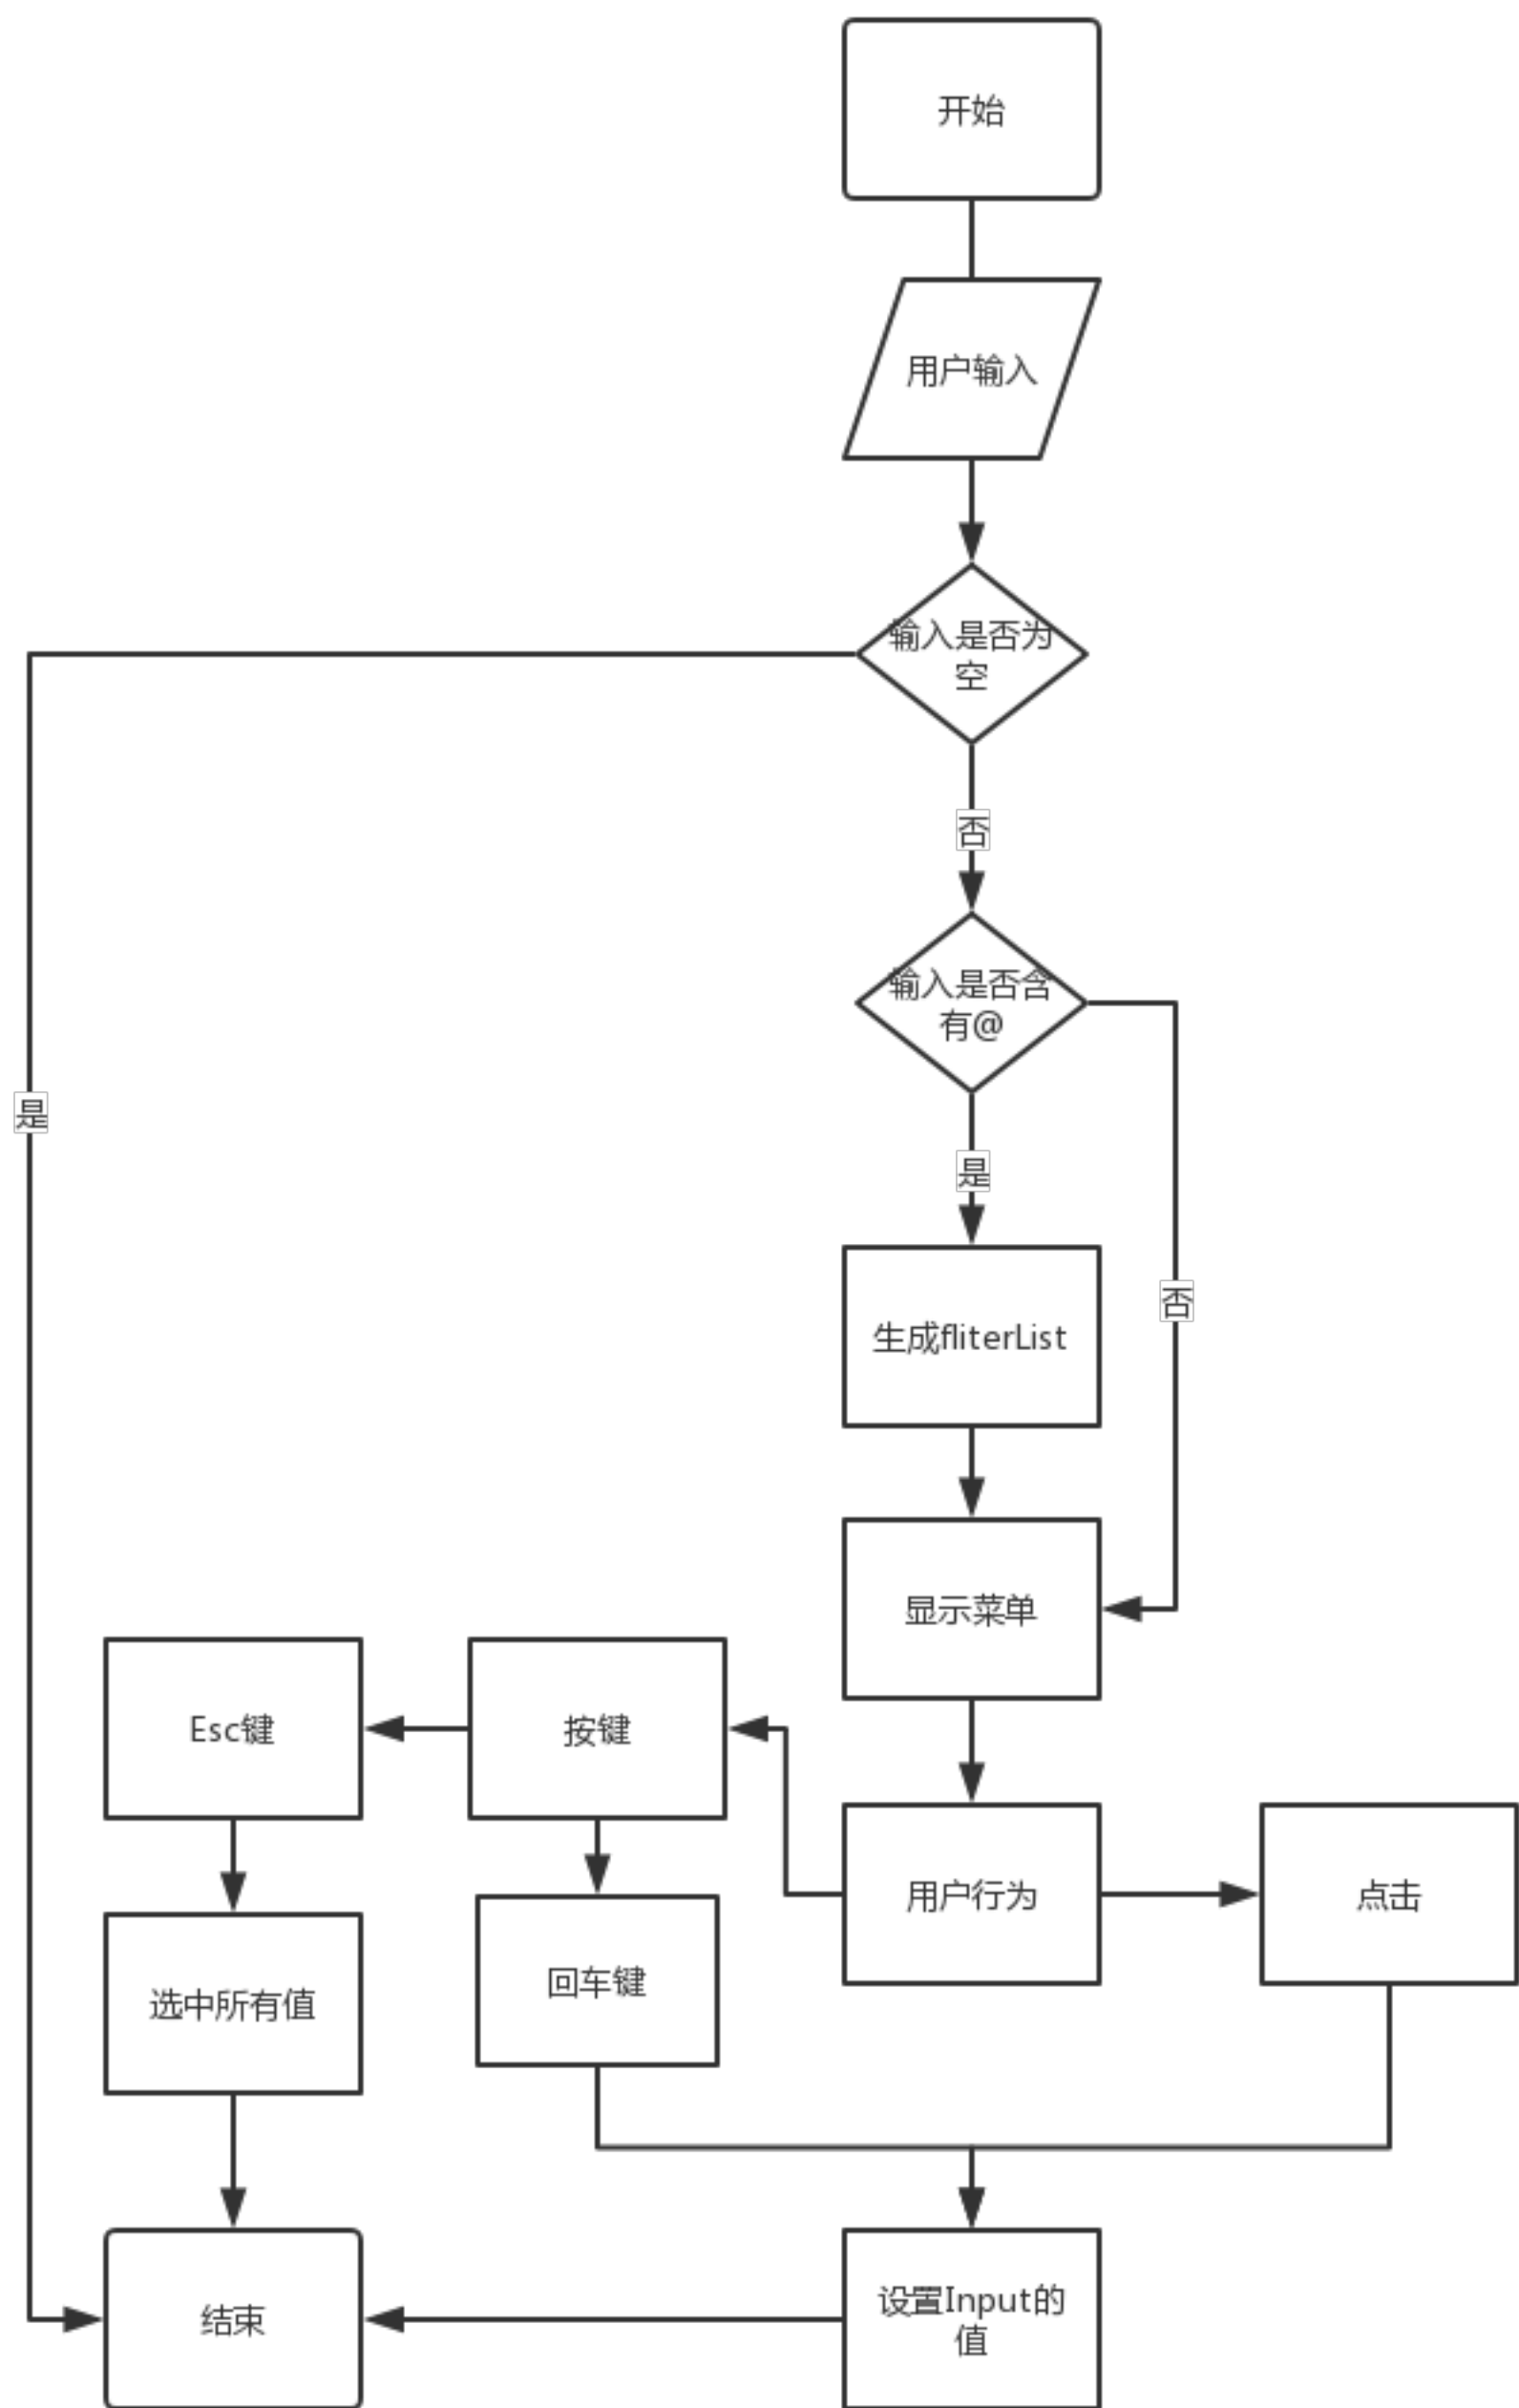 开始
用户输入
输入是否为
空
否
输入是否含
有@
是
是
否
生成fliterList
显示菜单
Esc键
按键
用户行为
点击
选中所有值
回车键
结束
设置Input的
值